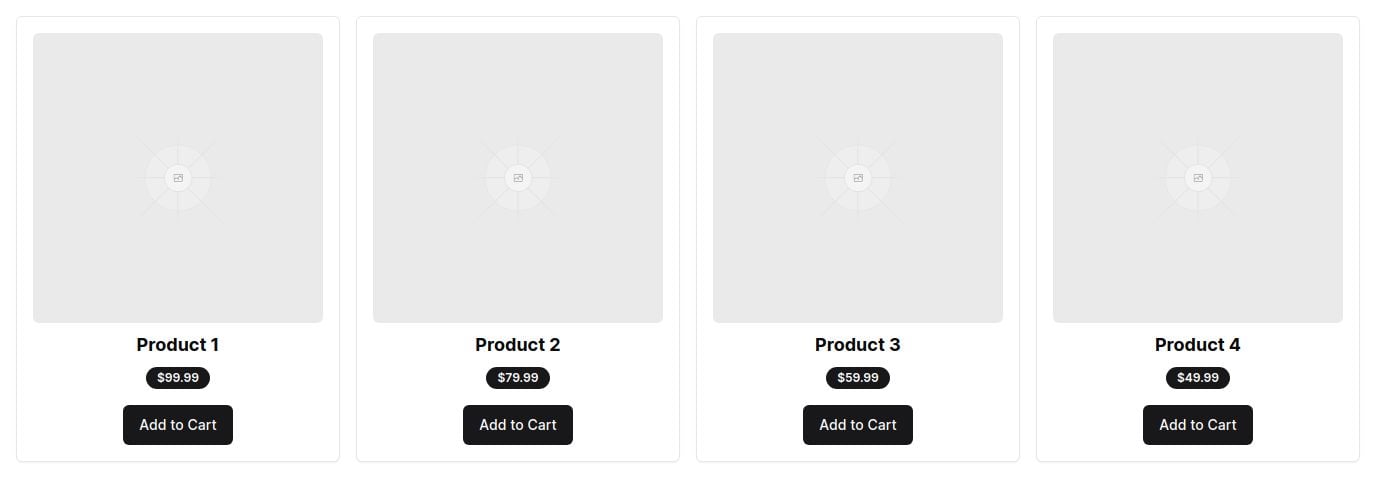 Product 1
$99.99
Add to Cart
Product 2
$79.99
Add to Cart
Product 3
$59.99
Add to Cart
Product 4
$49.99
Add to Cart